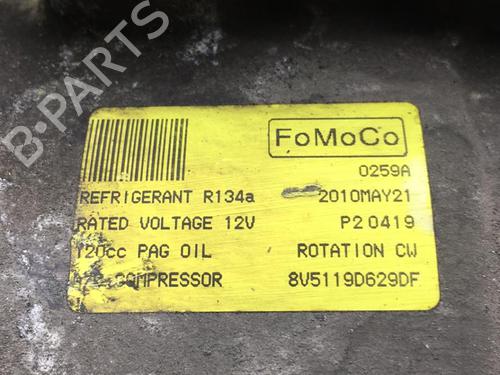 B-PARTS
FoMoCo
0259A
REFRIGERANT R134a 2010MAY21
RATED VOLTAGE 12V P20419
120cc PAG OIL ROTATION CW
A/C COMPRESSOR 8V5119D629DF